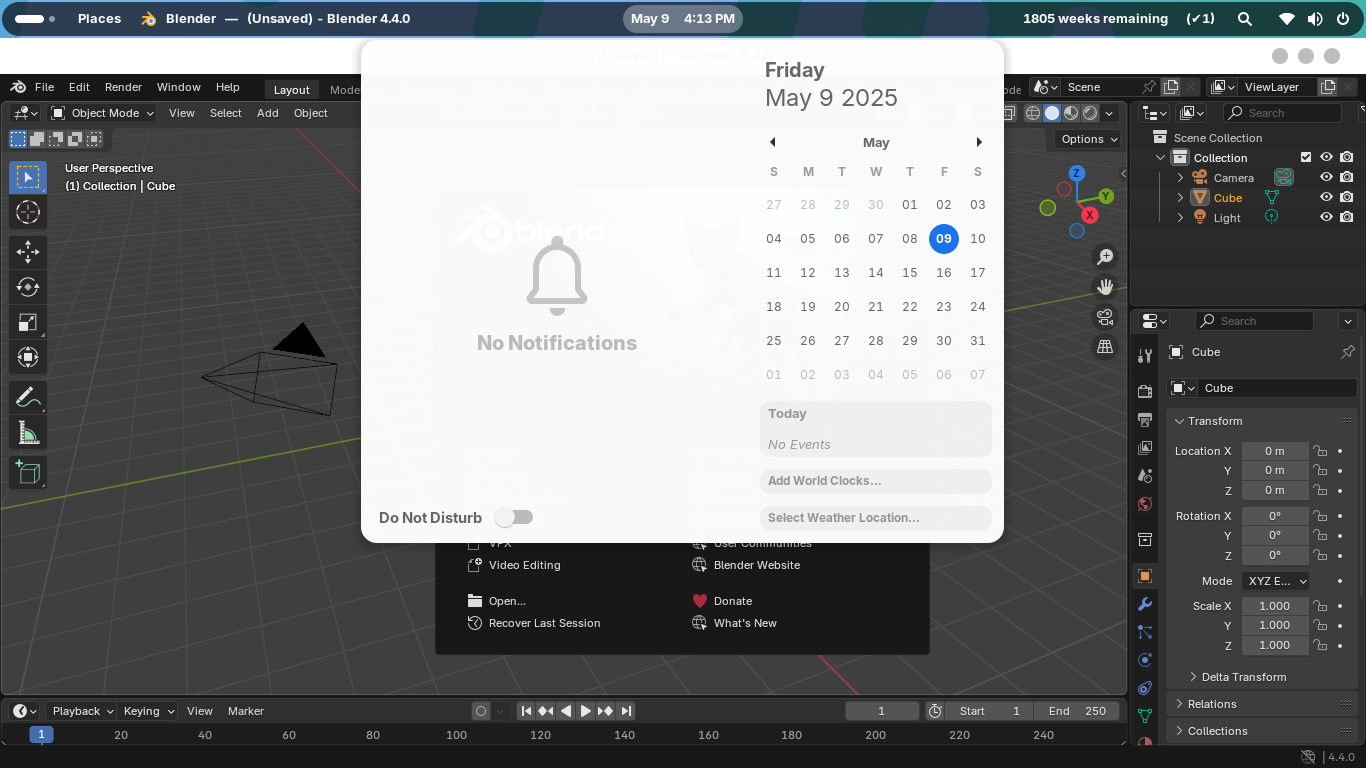 Places
Blender — (Unsaved) - Blender 4.4.0
May 9 4:13 PM
1805 weeks remaining
(✔1)
(Unsaved) - Blender 4.4.0
File Edit Render Window Help
Layout
Scene
ViewLayer
Object Mode
View Select Add Object
Options
User Perspective
(1) Collection | Cube
Z
Y
X
blender
No Notifications
Do Not Disturb
Friday
May 9 2025
May
S M T W T F S
27 28 29 30 01 02 03
04 05 06 07 08 09 10
11 12 13 14 15 16 17
18 19 20 21 22 23 24
25 26 27 28 29 30 31
01 02 03 04 05 06 07
Today
No Events
Add World Clocks...
Select Weather Location...
VFX
User Communities
Video Editing
Blender Website
Open...
Donate
Recover Last Session
What's New
Search
Scene Collection
Collection
Camera
Cube
Light
Search
Cube
Cube
Transform
Location X 0 m
Y 0 m
Z 0 m
Rotation X 0°
Y 0°
Z 0°
Mode XYZ E...
Scale X 1.000
Y 1.000
Z 1.000
Delta Transform
Relations
Collections
Playback Keying View Marker
1
Start 1
End 250
1 20 40 60 80 100 120 140 160 180 200 220 240
4.4.0